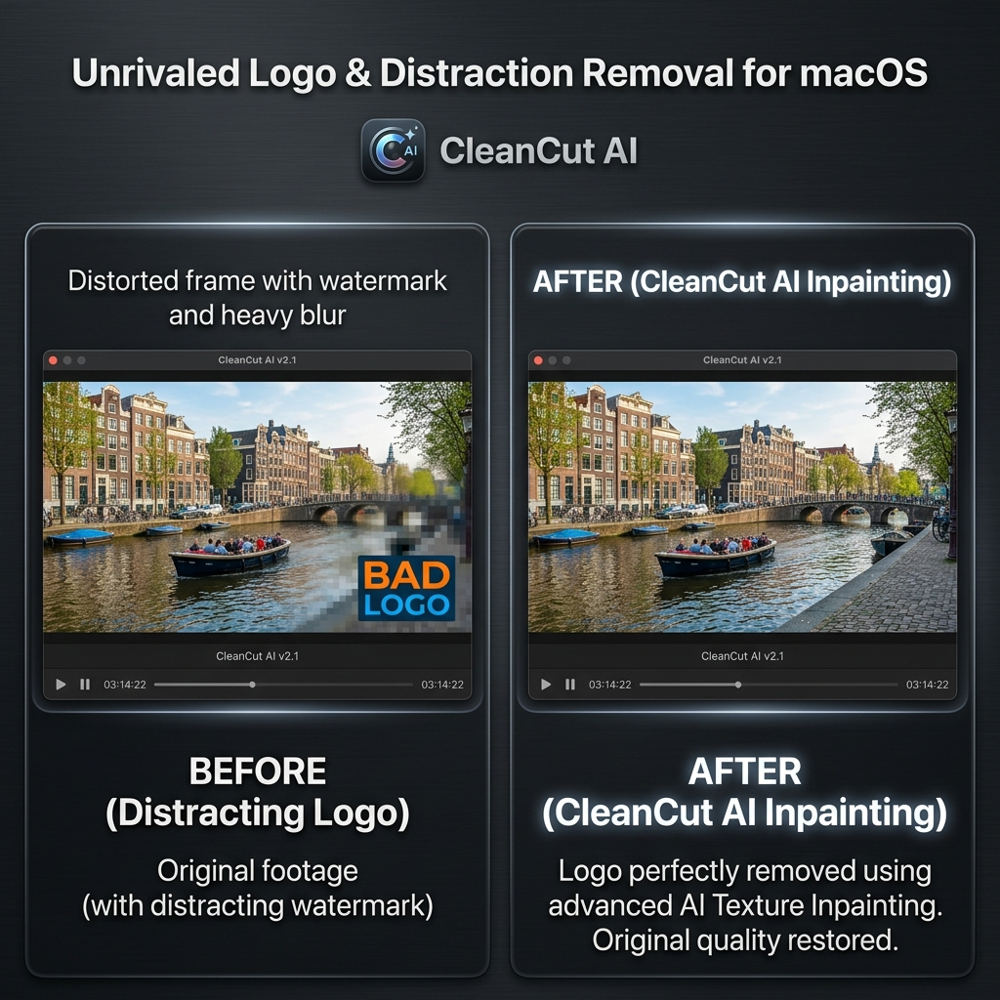 Unrivaled Logo & Distraction Removal for macOS
AI
CleanCut AI
Distorted frame with watermark
and heavy blur
CleanCut AI v2.1
BAD
LOGO
CleanCut AI v2.1
03:14:22
03:14:22
BEFORE
(Distracting Logo)
Original footage
(with distracting watermark)
AFTER (CleanCut AI Inpainting)
CleanCut AI v2.1
CleanCut AI v2.1
03:14:22
03:14:22
AFTER
(CleanCut AI Inpainting)
Logo perfectly removed using
advanced AI Texture Inpainting.
Original quality restored.